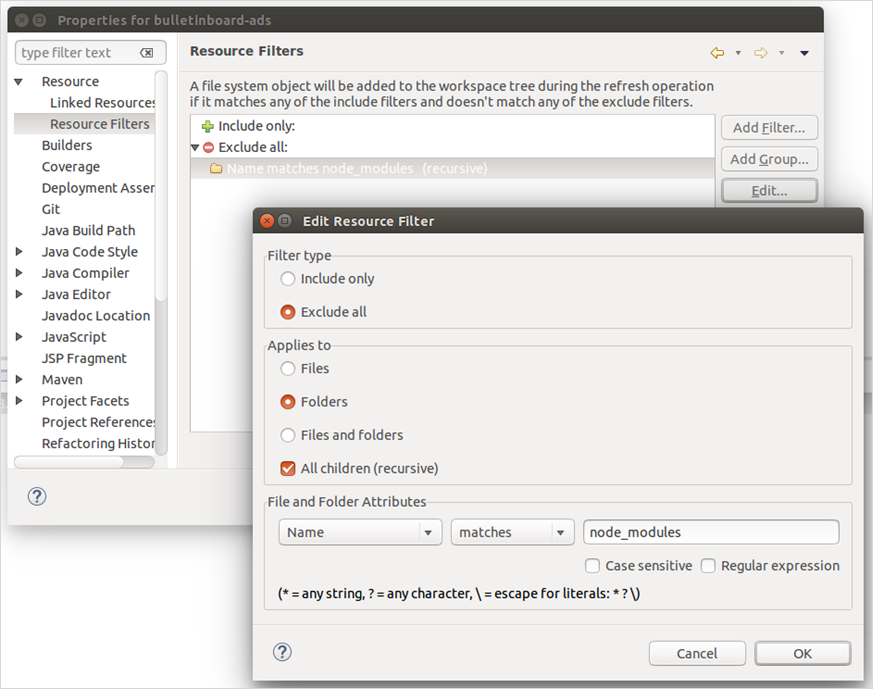 Properties for bulletinboard-ads
type filter text
Resource
Linked Resources
Resource Filters
Builders
Coverage
Deployment Asser
Git
Java Build Path
Java Code Style
Java Compiler
Java Editor
Javadoc Location
JavaScript
JSP Fragment
Maven
Project Facets
Project References
Refactoring Histor
Resource Filters
A file system object will be added to the workspace tree during the refresh operation
if it matches any of the include filters and doesn't match any of the exclude filters.
Include only:
Exclude all:
Name matches node_modules (recursive)
Add Filter...
Add Group...
Edit...
Edit Resource Filter
Filter type
Include only
Exclude all
Applies to
Files
Folders
Files and folders
All children (recursive)
File and Folder Attributes
Name matches node_modules
Case sensitive Regular expression
(* = any string, ? = any character, \ = escape for literals: * ? \)
Cancel OK